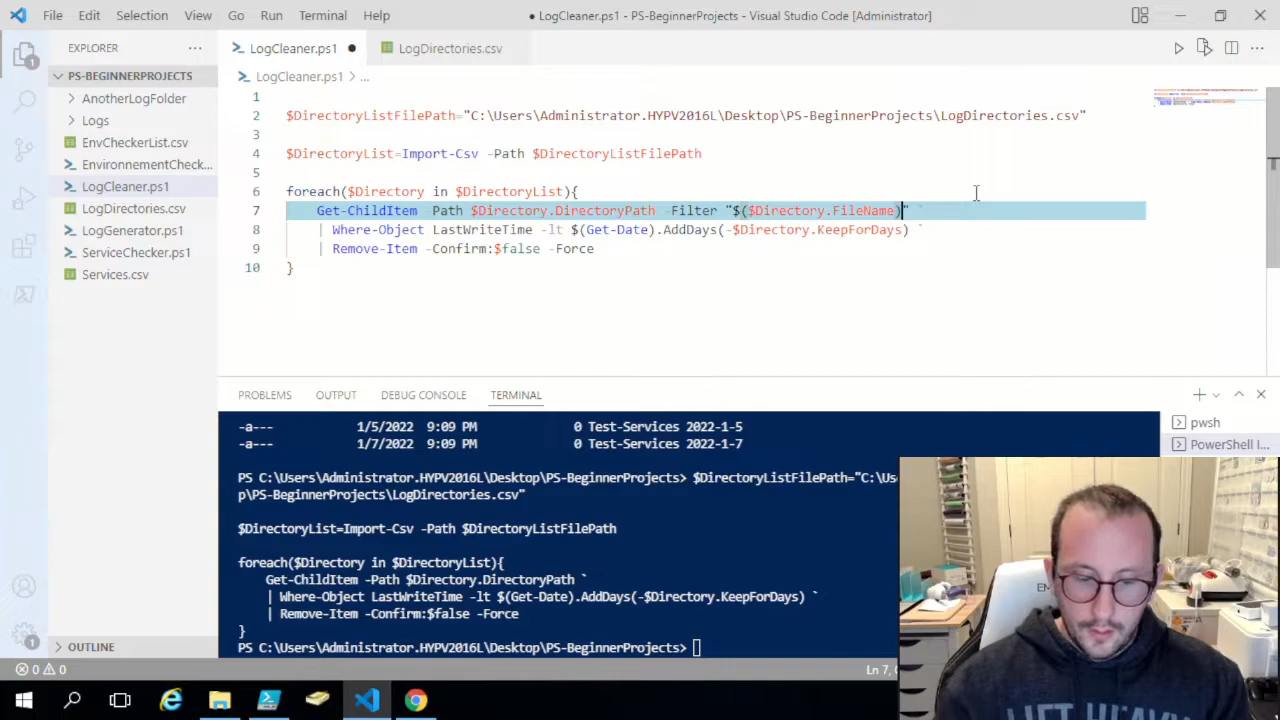 File Edit Selection View Go Run Terminal Help
● LogCleaner.ps1 - PS-BeginnerProjects - Visual Studio Code [Administrator]
EXPLORER ···
LogCleaner.ps1 ●
LogDirectories.csv
PS-BEGINNERPROJECTS
LogCleaner.ps1 > ...
AnotherLogFolder
Logs
EnvCheckerList.csv
EnvironnementCheck...
LogCleaner.ps1
LogDirectories.csv
LogGenerator.ps1
ServiceChecker.ps1
Services.csv
OUTLINE
1
2 $DirectoryListFilePath="C:\Users\Administrator.HYPV2016L\Desktop\PS-BeginnerProjects\LogDirectories.csv"
3
4 $DirectoryList=Import-Csv -Path $DirectoryListFilePath
5
6 foreach($Directory in $DirectoryList){
7 Get-ChildItem -Path $Directory.DirectoryPath -Filter "$($Directory.FileName)" `
8 | Where-Object LastWriteTime -lt $(Get-Date).AddDays(-$Directory.KeepForDays) `
9 | Remove-Item -Confirm:$false -Force
10 }
PROBLEMS OUTPUT DEBUG CONSOLE TERMINAL
-a--- 1/5/2022 9:09 PM 0 Test-Services 2022-1-5
-a--- 1/7/2022 9:09 PM 0 Test-Services 2022-1-7
PS C:\Users\Administrator.HYPV2016L\Desktop\PS-BeginnerProjects> $DirectoryListFilePath="C:\Us
p\PS-BeginnerProjects\LogDirectories.csv"
$DirectoryList=Import-Csv -Path $DirectoryListFilePath
foreach($Directory in $DirectoryList){
Get-ChildItem -Path $Directory.DirectoryPath `
| Where-Object LastWriteTime -lt $(Get-Date).AddDays(-$Directory.KeepForDays) `
| Remove-Item -Confirm:$false -Force
}
PS C:\Users\Administrator.HYPV2016L\Desktop\PS-BeginnerProjects>
pwsh
PowerShell I...
1
1
0 0
Ln 7,
LIFT HEAVY